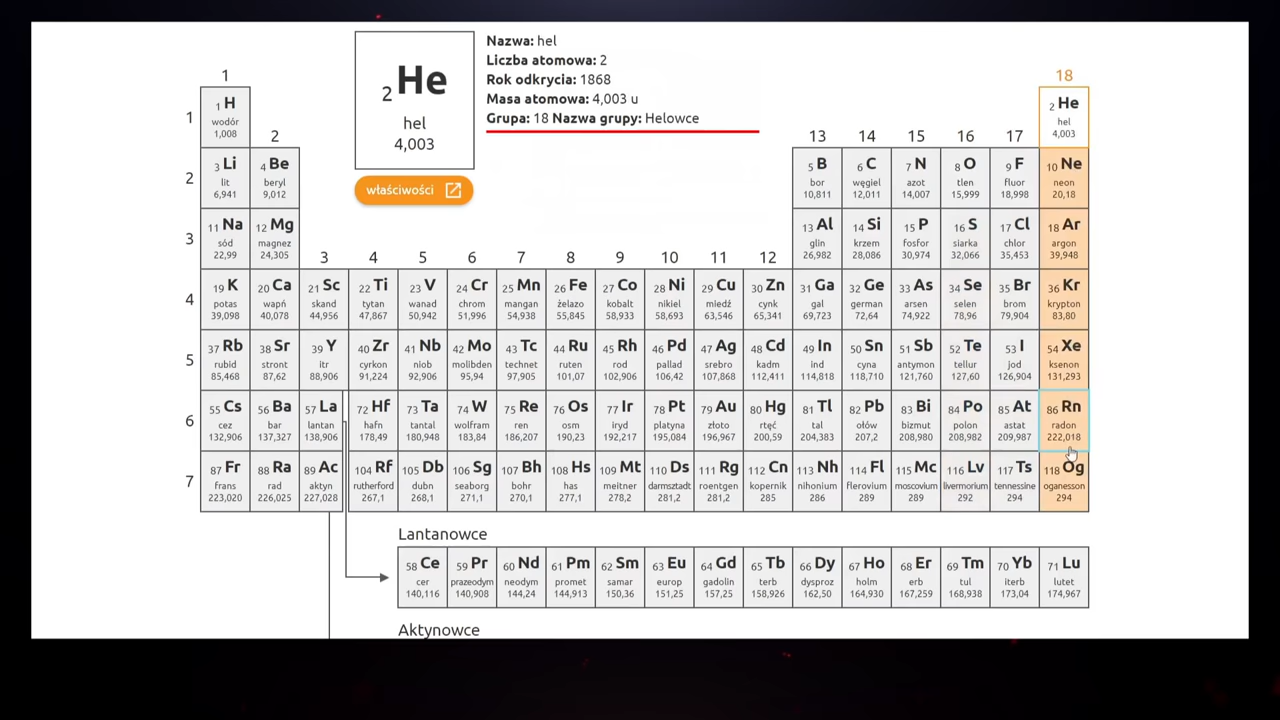 2 He
hel
4,003
właściwości
Nazwa: hel
Liczba atomowa: 2
Rok odkrycia: 1868
Masa atomowa: 4,003 u
Grupa: 18 Nazwa grupy: Helowce
1 18
1 1 H 2 He
wodór hel
1,008 4,003
2 13 14 15 16 17
2 3 Li 4 Be 5 B 6 C 7 N 8 O 9 F 10 Ne
lit beryl bor węgiel azot tlen fluor neon
6,941 9,012 10,811 12,011 14,007 15,999 18,998 20,18
3 11 Na 12 Mg 13 Al 14 Si 15 P 16 S 17 Cl 18 Ar
sód magnez glin krzem fosfor siarka chlor argon
22,99 24,305 26,982 28,086 30,974 32,066 35,453 39,948
3 4 5 6 7 8 9 10 11 12
4 19 K 20 Ca 21 Sc 22 Ti 23 V 24 Cr 25 Mn 26 Fe 27 Co 28 Ni 29 Cu 30 Zn 31 Ga 32 Ge 33 As 34 Se 35 Br 36 Kr
potas wapń skand tytan wanad chrom mangan żelazo kobalt nikiel miedź cynk gal german arsen selen brom krypton
39,098 40,078 44,956 47,867 50,942 51,996 54,938 55,845 58,933 58,693 63,546 65,341 69,723 72,64 74,922 78,96 79,904 83,80
5 37 Rb 38 Sr 39 Y 40 Zr 41 Nb 42 Mo 43 Tc 44 Ru 45 Rh 46 Pd 47 Ag 48 Cd 49 In 50 Sn 51 Sb 52 Te 53 I 54 Xe
rubid stront itr cyrkon niob molibden technet ruten rod pallad srebro kadm ind cyna antymon tellur jod ksenon
85,468 87,62 88,906 91,224 92,906 95,94 97,905 101,07 102,906 106,42 107,868 112,411 114,818 118,710 121,760 127,60 126,904 131,293
6 55 Cs 56 Ba 57 La 72 Hf 73 Ta 74 W 75 Re 76 Os 77 Ir 78 Pt 79 Au 80 Hg 81 Tl 82 Pb 83 Bi 84 Po 85 At 86 Rn
cez bar lantan hafn tantal wolfram ren osm iryd platyna złoto rtęć tal ołów bizmut polon astat radon
132,906 137,327 138,906 178,49 180,948 183,84 186,207 190,23 192,217 195,084 196,967 200,59 204,383 207,2 208,980 208,982 209,987 222,018
7 87 Fr 88 Ra 89 Ac 104 Rf 105 Db 106 Sg 107 Bh 108 Hs 109 Mt 110 Ds 111 Rg 112 Cn 113 Nh 114 Fl 115 Mc 116 Lv 117 Ts 118 Og
frans rad aktyn rutherford dubn seaborg bohr has meitner darmsztadt roentgen kopernik nihonium flerovium moscovium livermorium tennessine oganesson
223,020 226,025 227,028 267,1 268,1 271,1 270,1 277,1 278,2 281,2 281,2 285 286 289 289 292 294 294
Lantanowce
58 Ce 59 Pr 60 Nd 61 Pm 62 Sm 63 Eu 64 Gd 65 Tb 66 Dy 67 Ho 68 Er 69 Tm 70 Yb 71 Lu
cer prazeodym neodym promet samar europ gadolin terb dysproz holm erb tul iterb lutet
140,116 140,908 144,24 144,913 150,36 151,25 157,25 158,926 162,50 164,930 167,259 168,938 173,04 174,967
Aktynowce